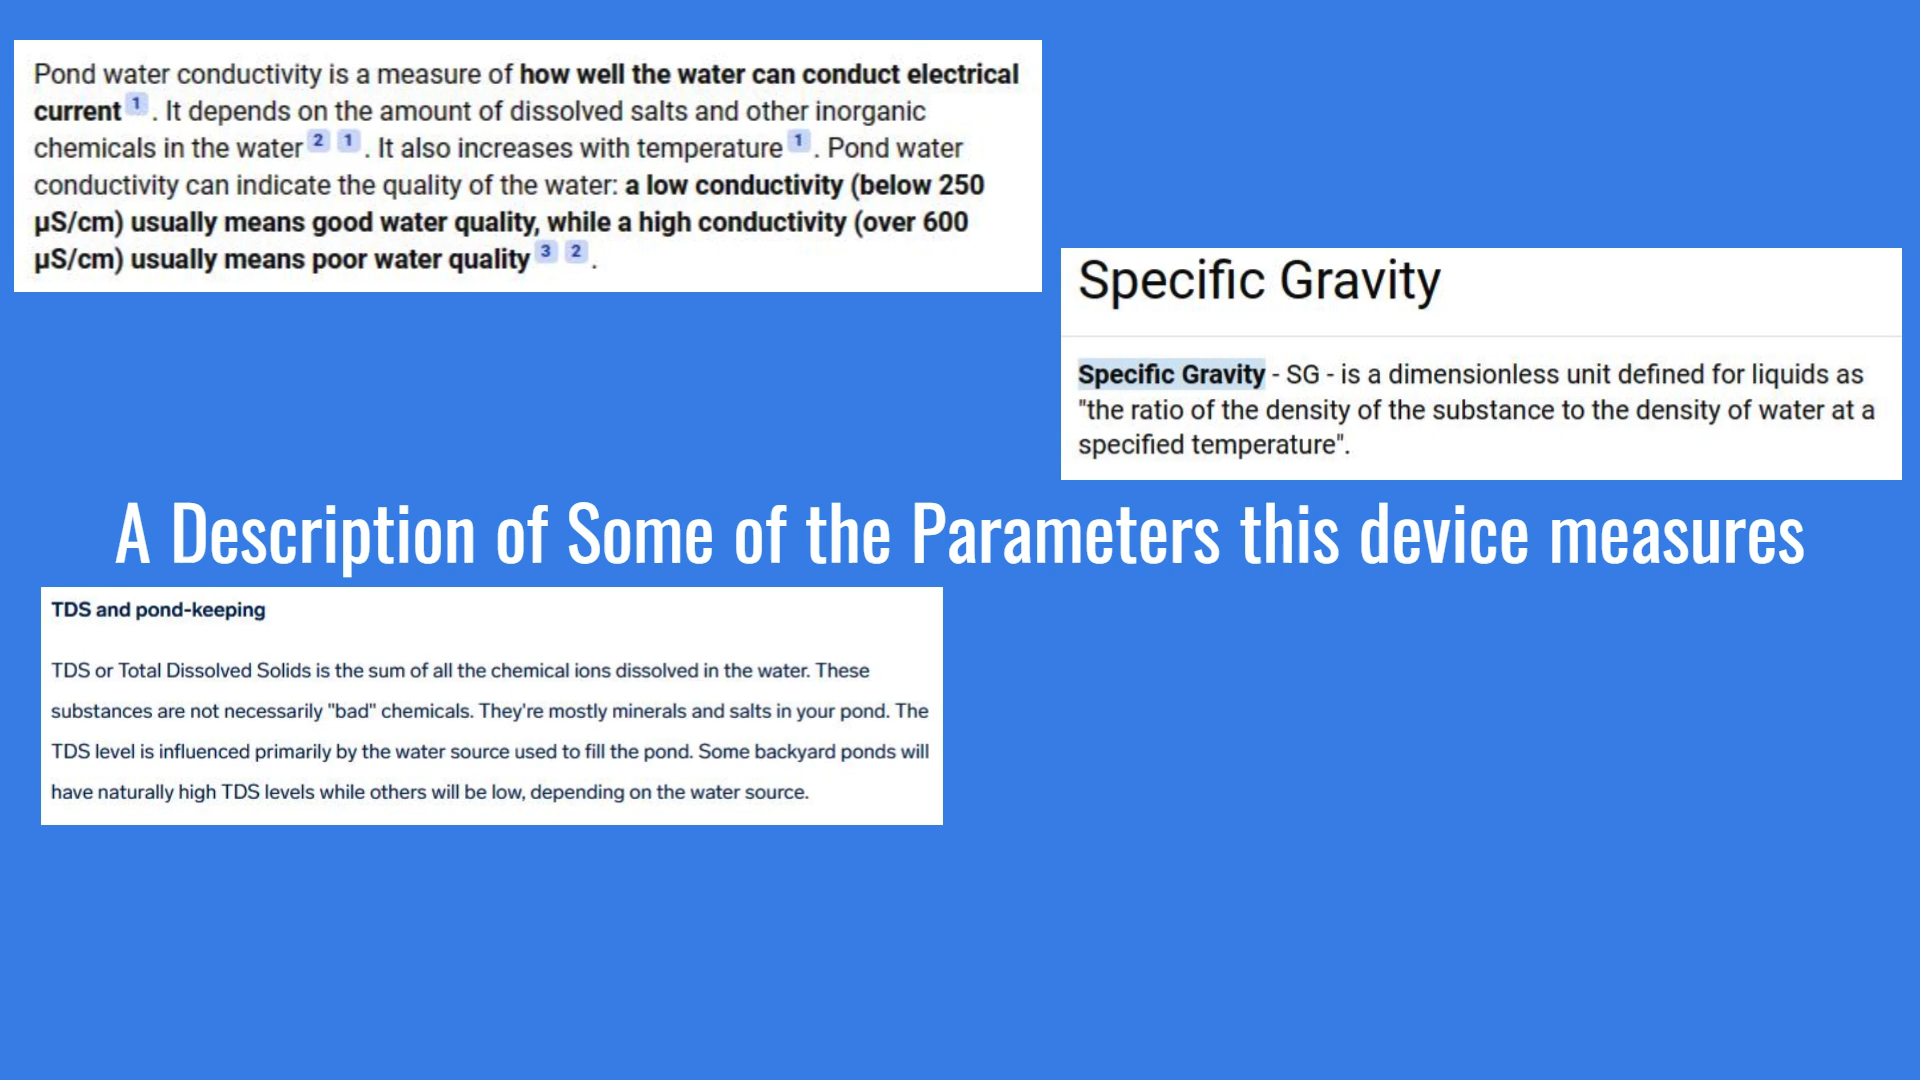 Pond water conductivity is a measure of how well the water can conduct electrical
current 1 . It depends on the amount of dissolved salts and other inorganic
chemicals in the water 2 1 . It also increases with temperature 1 . Pond water
conductivity can indicate the quality of the water: a low conductivity (below 250
µS/cm) usually means good water quality, while a high conductivity (over 600
µS/cm) usually means poor water quality 3 2 .
Specific Gravity
Specific Gravity - SG - is a dimensionless unit defined for liquids as
"the ratio of the density of the substance to the density of water at a
specified temperature".
A Description of Some of the Parameters this device measures
TDS and pond-keeping
TDS or Total Dissolved Solids is the sum of all the chemical ions dissolved in the water. These
substances are not necessarily "bad" chemicals. They're mostly minerals and salts in your pond. The
TDS level is influenced primarily by the water source used to fill the pond. Some backyard ponds will
have naturally high TDS levels while others will be low, depending on the water source.